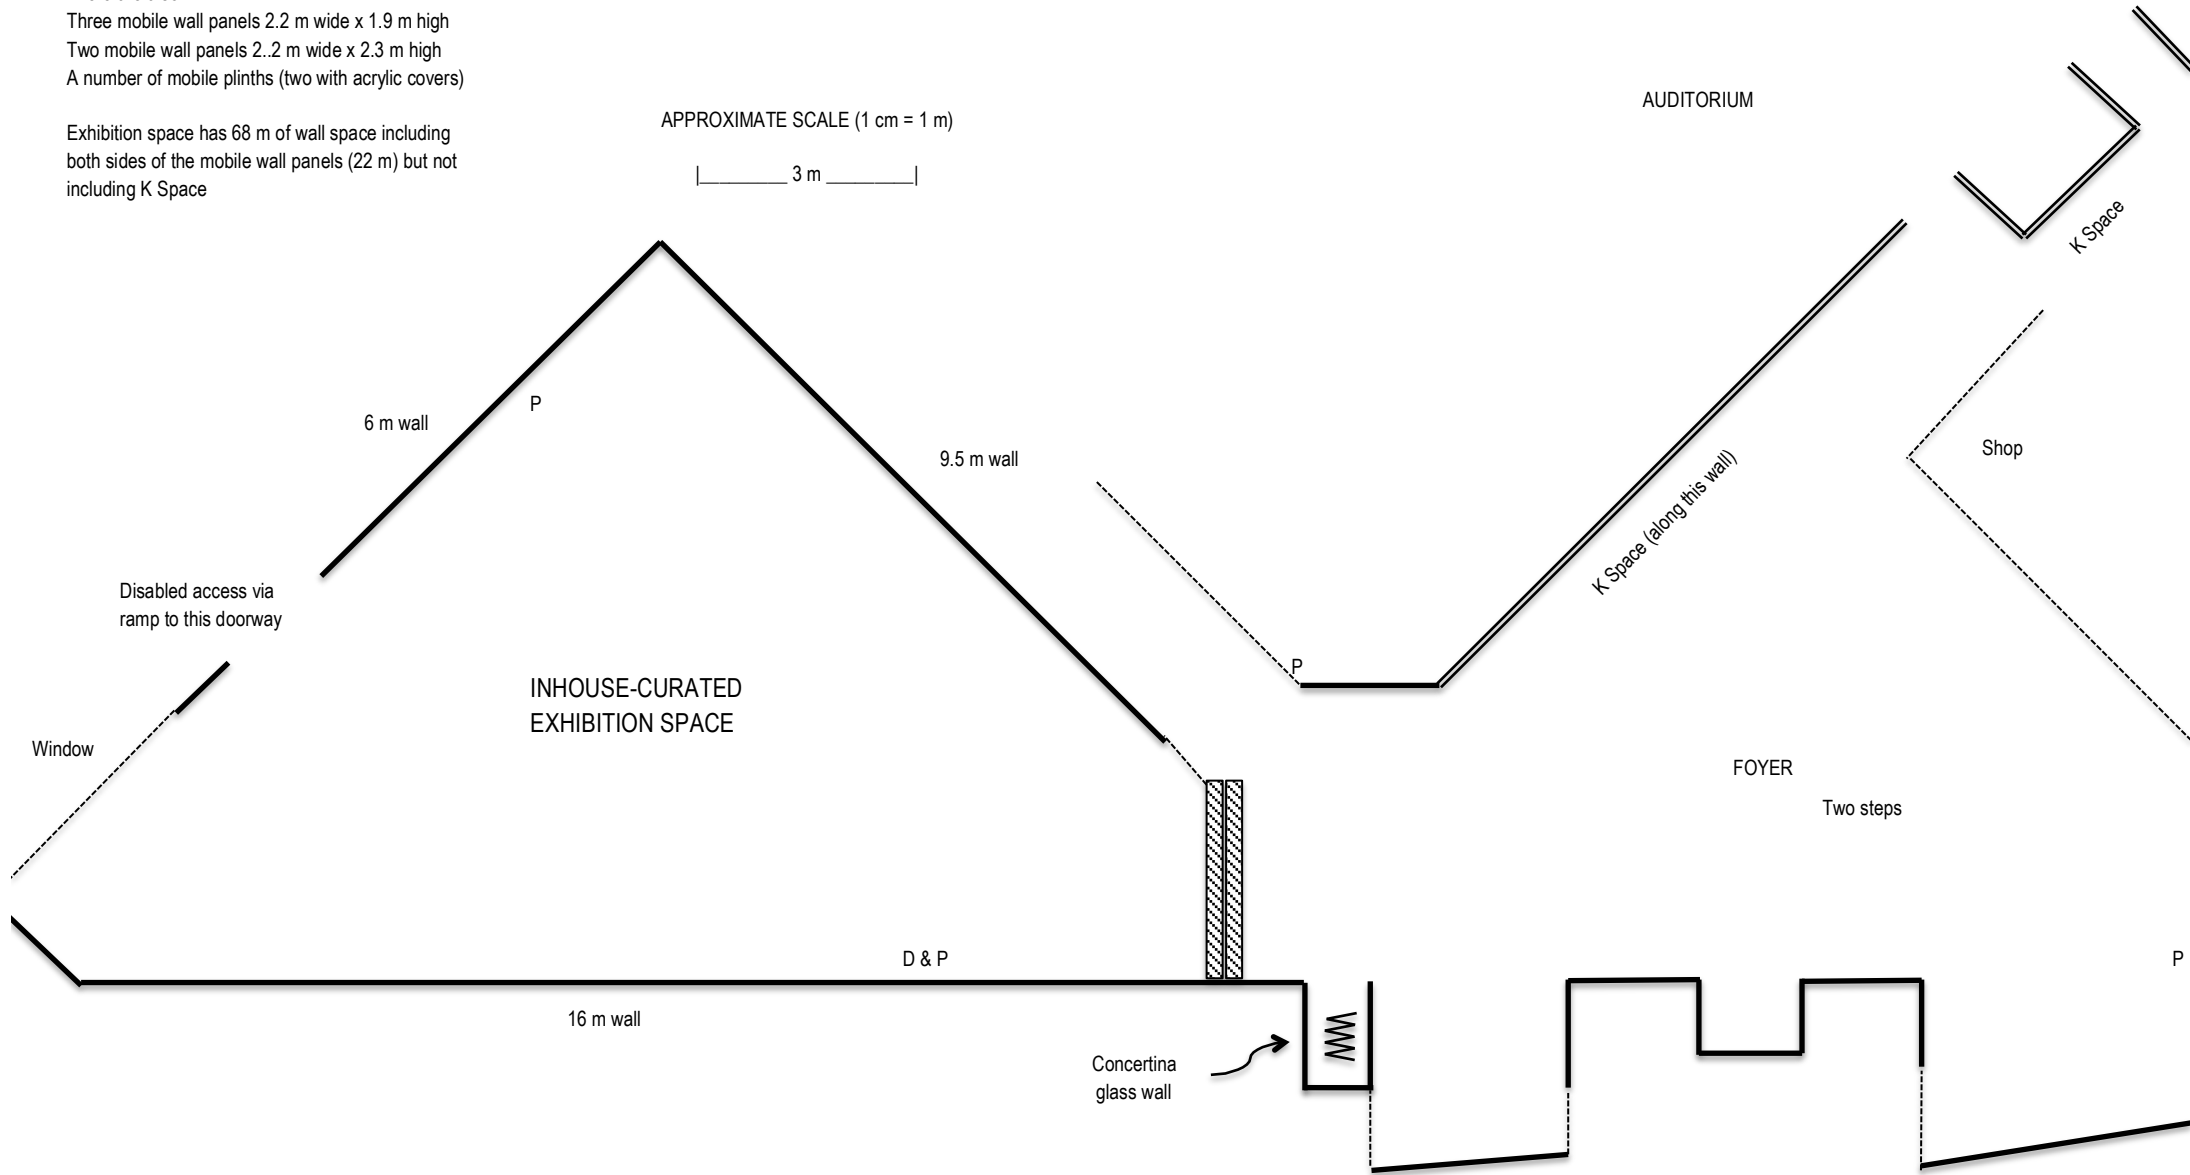 Three mobile wall panels 2.2 m wide x 1.9 m high
Two mobile wall panels 2..2 m wide x 2.3 m high
A number of mobile plinths (two with acrylic covers)
Exhibition space has 68 m of wall space including
both sides of the mobile wall panels (22 m) but not
including K Space
APPROXIMATE SCALE (1 cm = 1 m)
|________ 3 m ________|
AUDITORIUM
K Space
6 m wall
P
9.5 m wall
Shop
K Space (along this wall)
Disabled access via
ramp to this doorway
P
INHOUSE-CURATED
EXHIBITION SPACE
Window
FOYER
Two steps
D & P
P
16 m wall
Concertina
glass wall